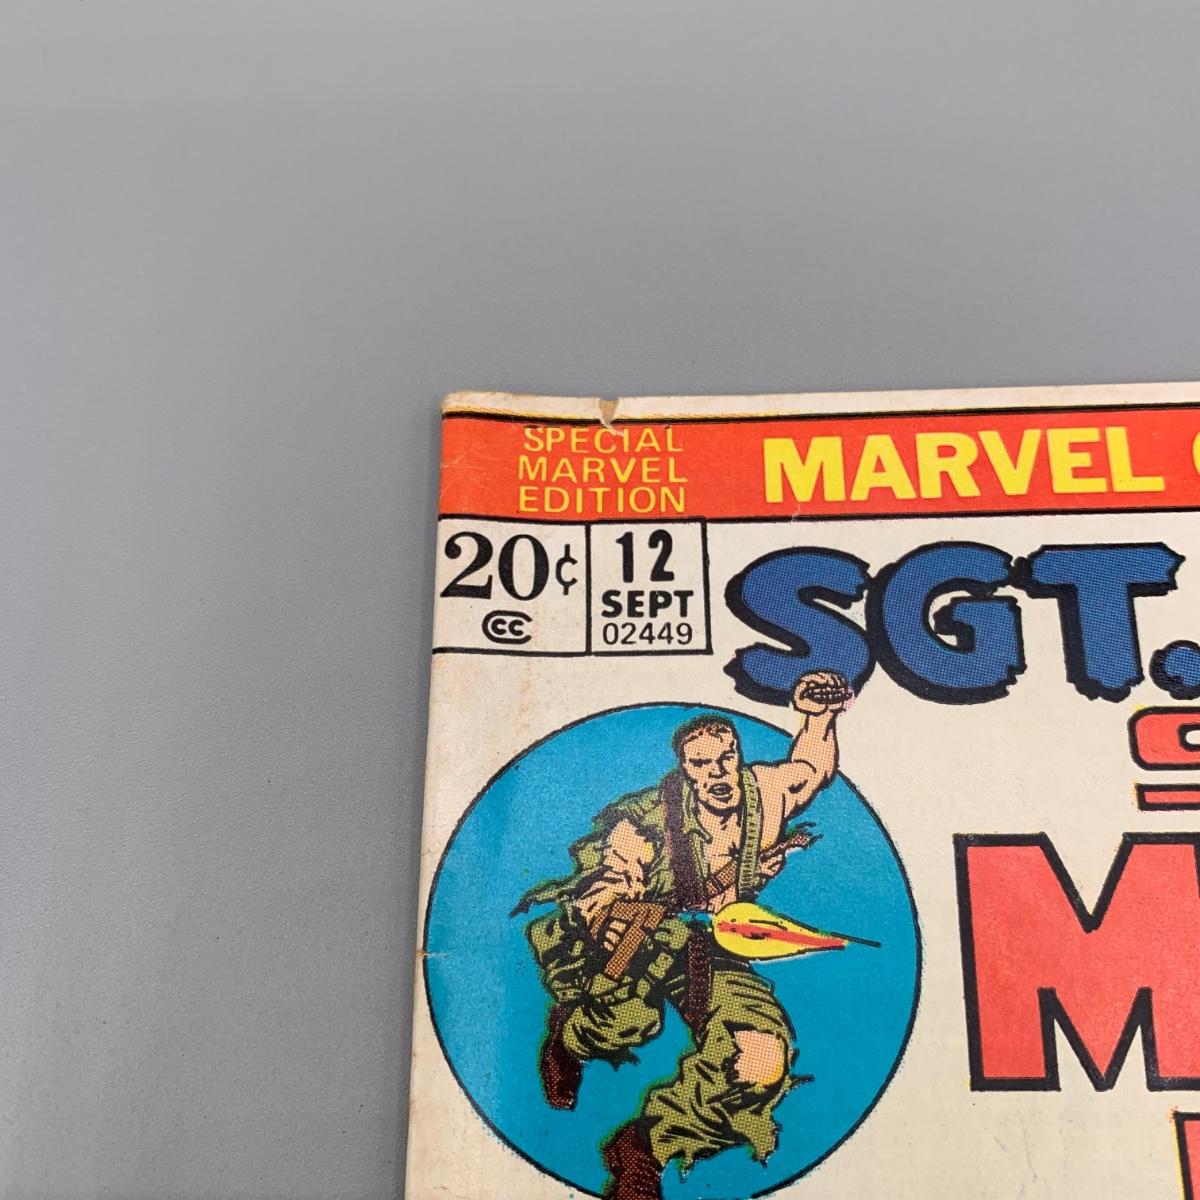 SPECIAL
MARVEL
EDITION
MARVEL
20¢
CC
12
SEPT
02449
SGT.
M